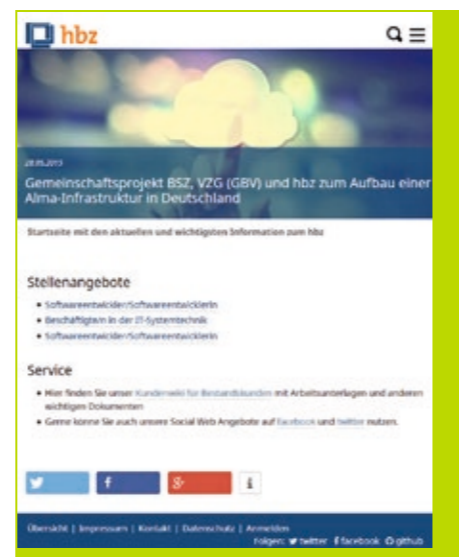 hbz
28.05.2015
Gemeinschaftsprojekt BSZ, VZG (GBV) und hbz zum Aufbau einer
Alma-Infrastruktur in Deutschland
Startseite mit den aktuellen und wichtigsten Information zum hbz
Stellenangebote
Softwareentwickler/Softwareentwicklerin
Beschäftigte/n in der IT-Systemtechnik
Softwareentwickler/Softwareentwicklerin
Service
Hier finden Sie unser Kundenwiki für Bestandskunden mit Arbeitsunterlagen und anderen
wichtigen Dokumenten
Gerne könne Sie auch unsere Social Web Angebote auf facebook und twitter nutzen.
f
g+
i
Übersicht | Impressum | Kontakt | Datenschutz | Anmelden
Folgen: twitter facebook github